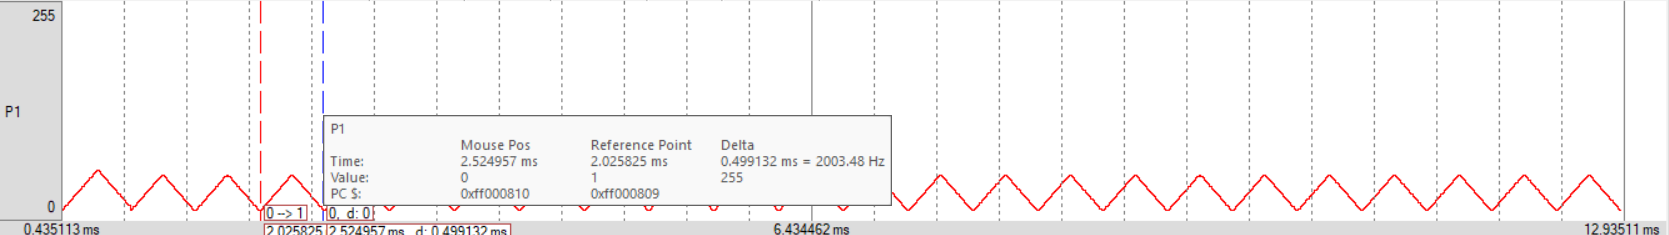 255
P1
P1
Mouse Pos Reference Point Delta
Time: 2.524957 ms 2.025825 ms 0.499132 ms = 2003.48 Hz
Value: 0 1 255
PC $: 0xff000810 0xff000809
0
0 --> 1 0, d: 0
0.435113 ms 2.025825 2.524957 ms, d: 0.499132 ms 6.434462 ms 12.93511 ms